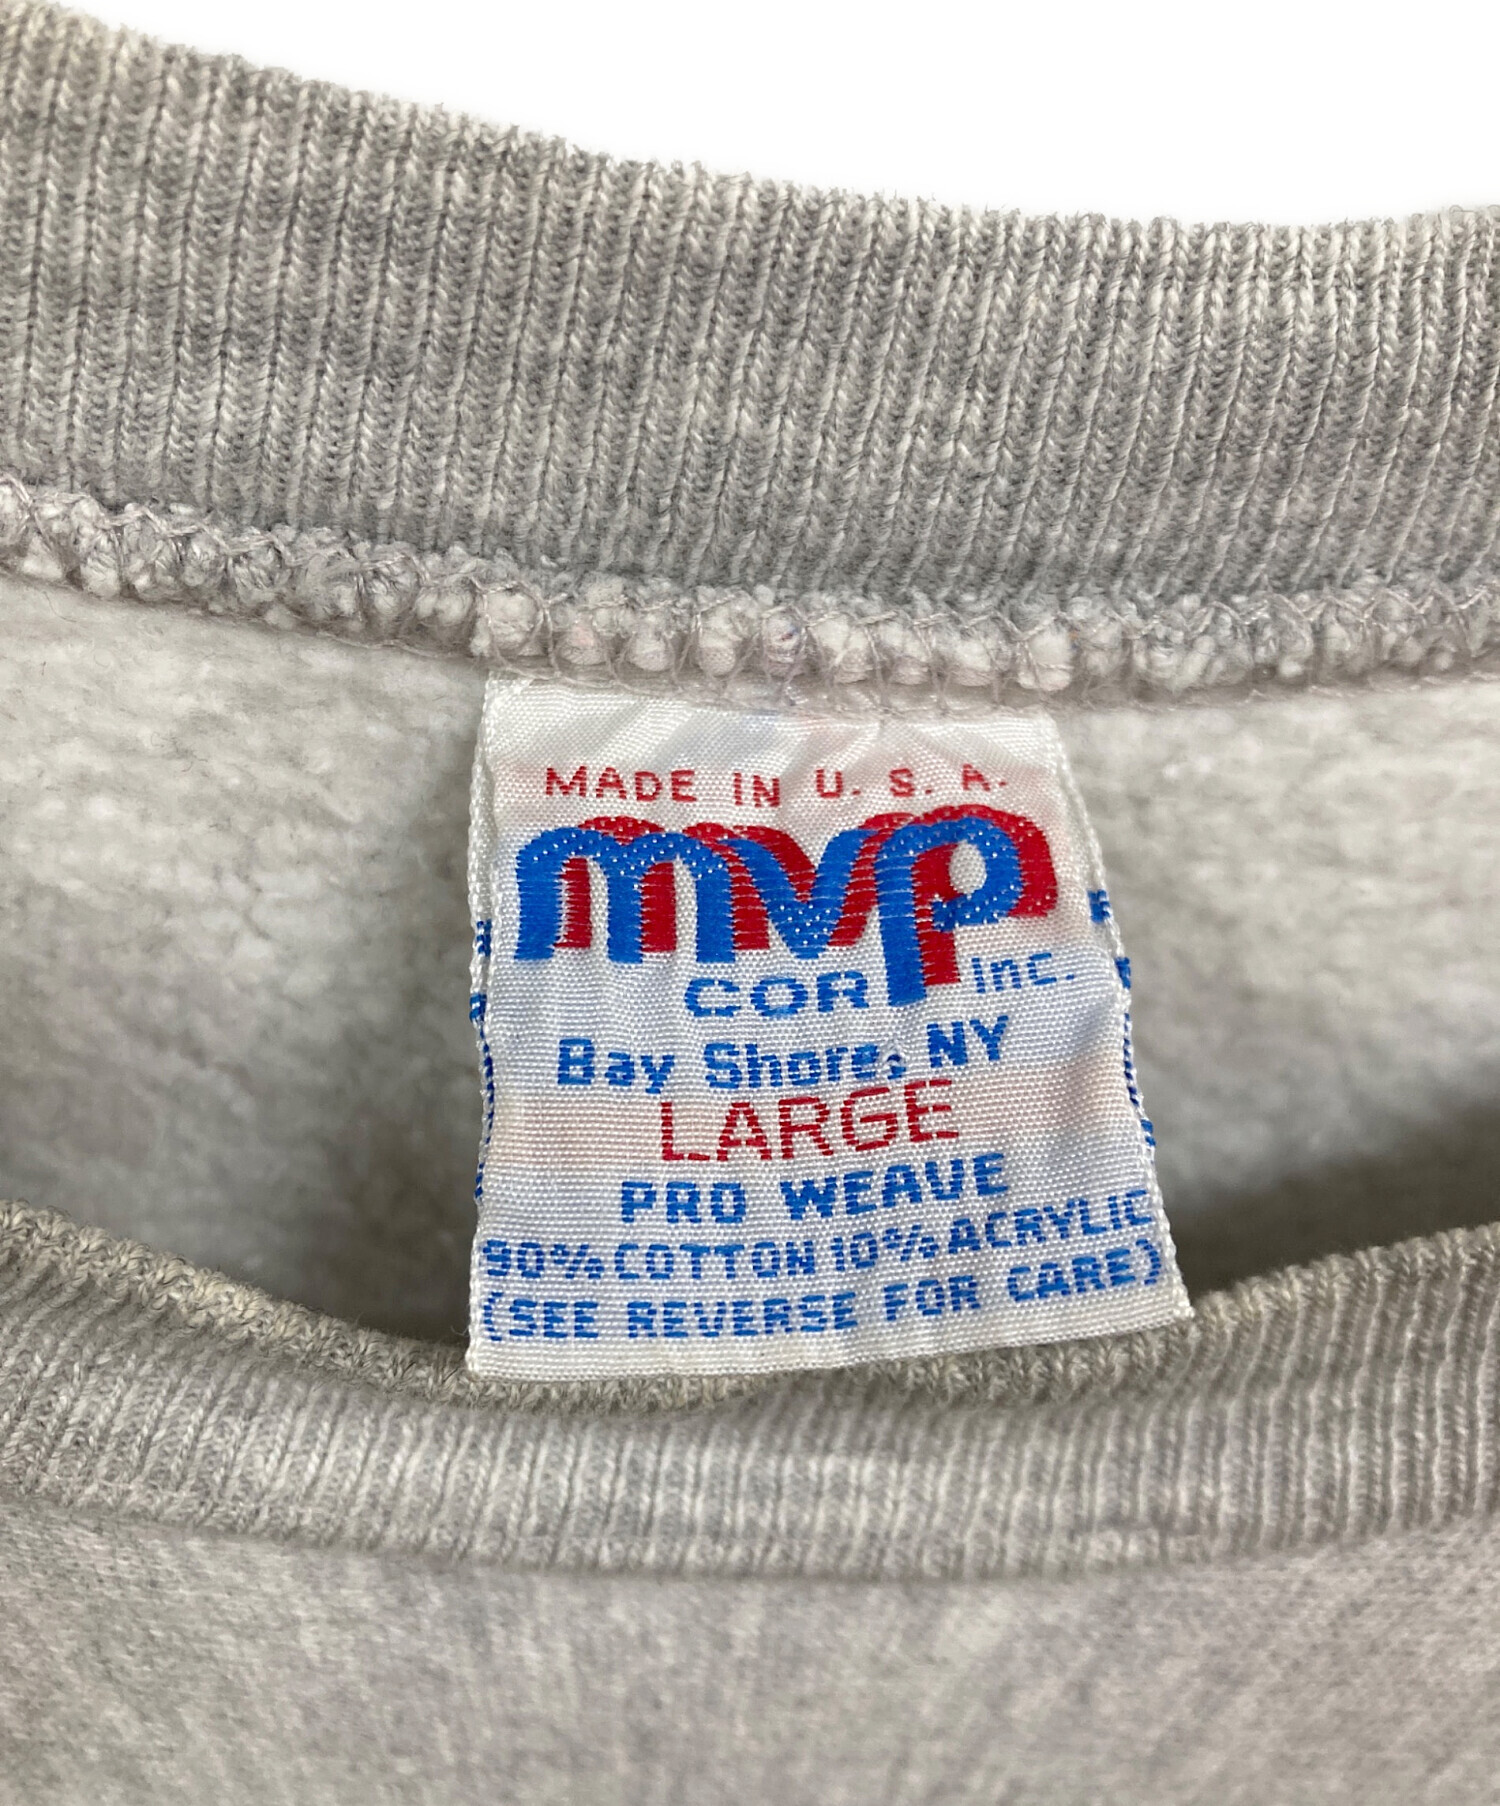 MADE IN U. S. A.
mvp
COR Inc.
Bay Shore, NY
LARGE
PRO WEAVE
90% COTTON 10% ACRYLIC
(SEE REVERSE FOR CARE)